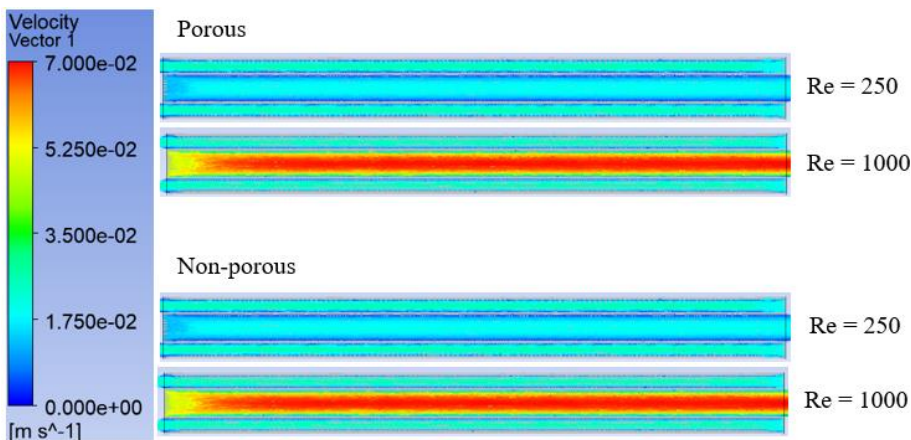 Velocity
Vector 1
7.000e-02
5.250e-02
3.500e-02
1.750e-02
0.000e+00
[m s^-1]
Porous
Re = 250
Re = 1000
Non-porous
Re = 250
Re = 1000